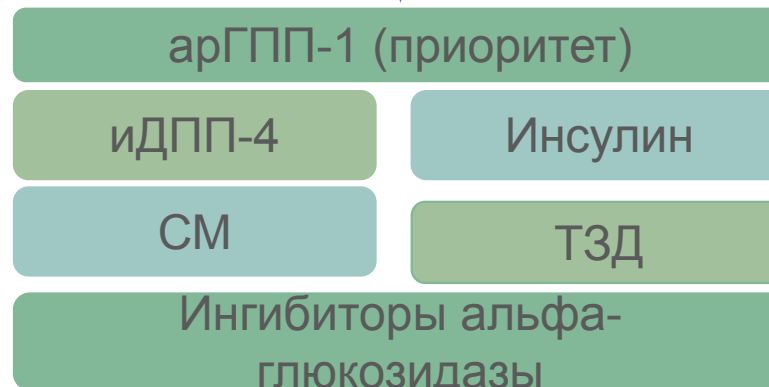 арГПП-1 (приоритет)
иДПП-4
Инсулин
СМ
ТЗД
Ингибиторы альфа-
глюкозидазы